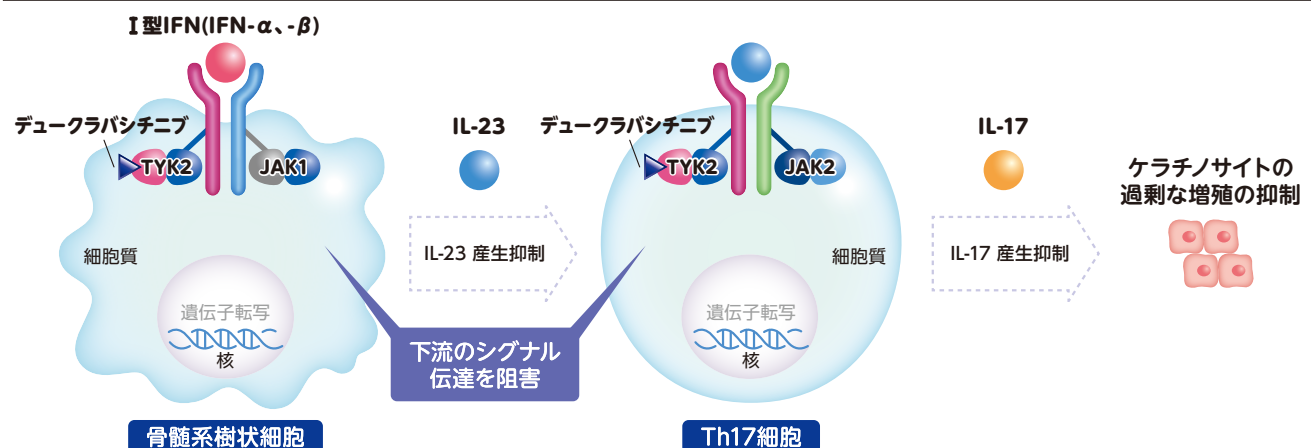 Ⅰ型IFN(IFN-α、-β)
デュークラバシチニブ
TYK2
JAK1
細胞質
遺伝子転写
核
骨髄系樹状細胞
IL-23
IL-23 産生抑制
下流のシグナル
伝達を阻害
デュークラバシチニブ
TYK2
JAK2
細胞質
遺伝子転写
核
Th17細胞
IL-17
IL-17 産生抑制
ケラチノサイトの
過剰な増殖の抑制